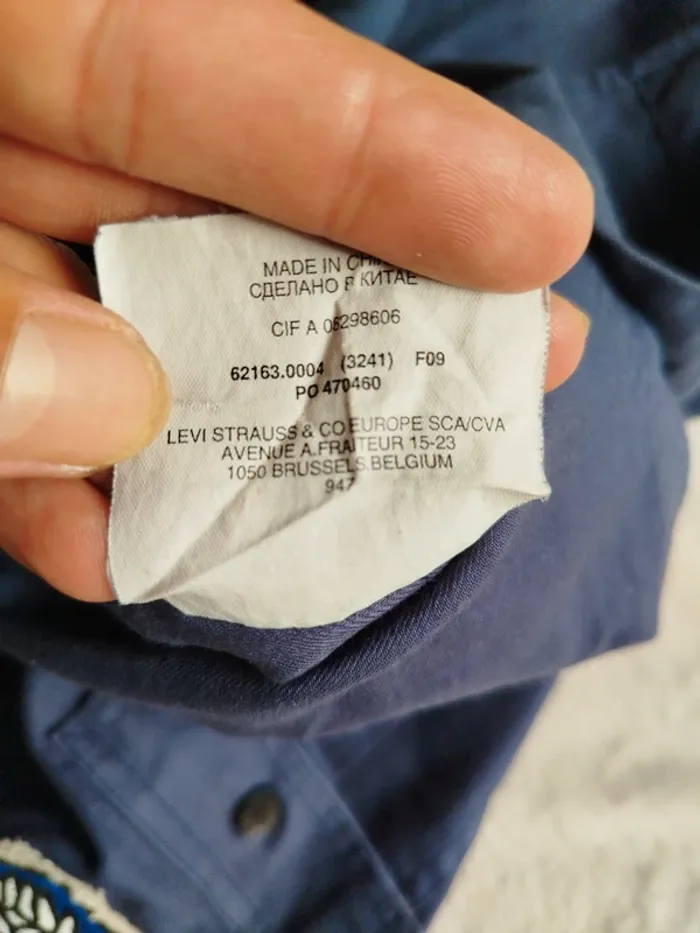 MADE IN CHIN
СДЕЛАНО В КИТАЕ
CIF A 08298606
62163.0004 (3241) F09
PO 470460
LEVI STRAUSS & CO EUROPE SCA/CVA
AVENUE A.FRAITEUR 15-23
1050 BRUSSELS.BELGIUM
947